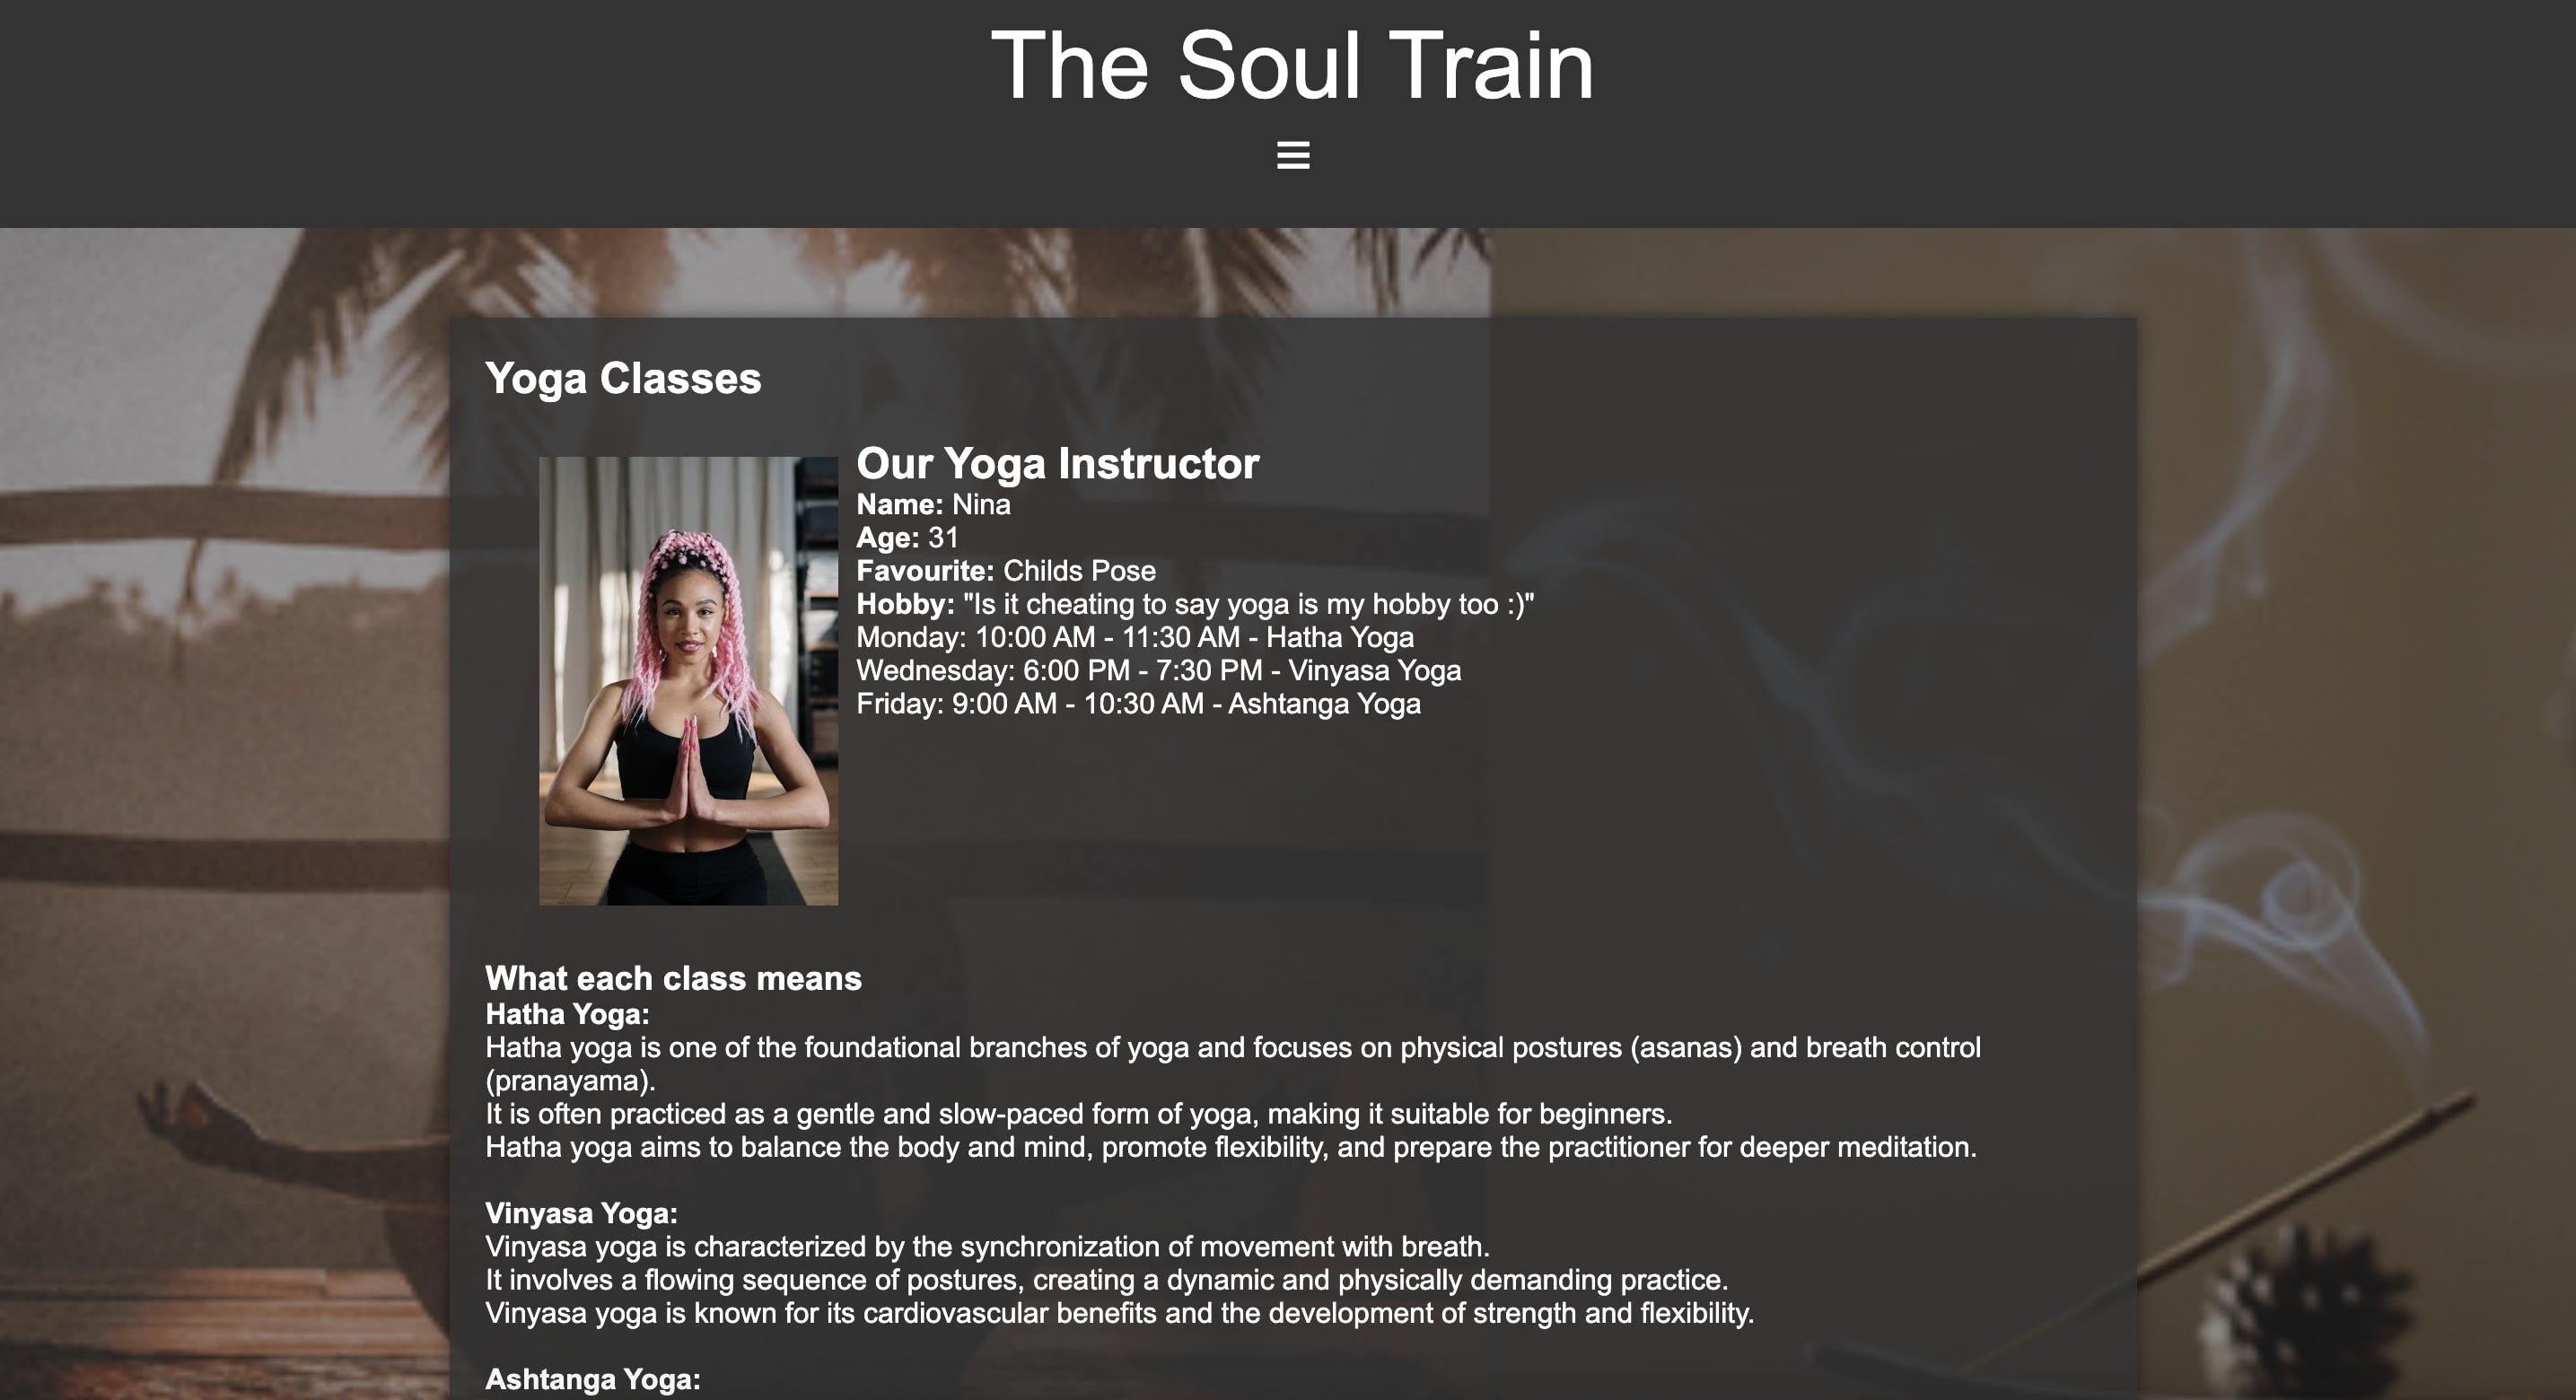 The Soul Train
Yoga Classes
Our Yoga Instructor
Name: Nina
Age: 31
Favourite: Childs Pose
Hobby: "Is it cheating to say yoga is my hobby too :)"
Monday: 10:00 AM - 11:30 AM - Hatha Yoga
Wednesday: 6:00 PM - 7:30 PM - Vinyasa Yoga
Friday: 9:00 AM - 10:30 AM - Ashtanga Yoga
What each class means
Hatha Yoga:
Hatha yoga is one of the foundational branches of yoga and focuses on physical postures (asanas) and breath control
(pranayama).
It is often practiced as a gentle and slow-paced form of yoga, making it suitable for beginners.
Hatha yoga aims to balance the body and mind, promote flexibility, and prepare the practitioner for deeper meditation.
Vinyasa Yoga:
Vinyasa yoga is characterized by the synchronization of movement with breath.
It involves a flowing sequence of postures, creating a dynamic and physically demanding practice.
Vinyasa yoga is known for its cardiovascular benefits and the development of strength and flexibility.
Ashtanga Yoga: